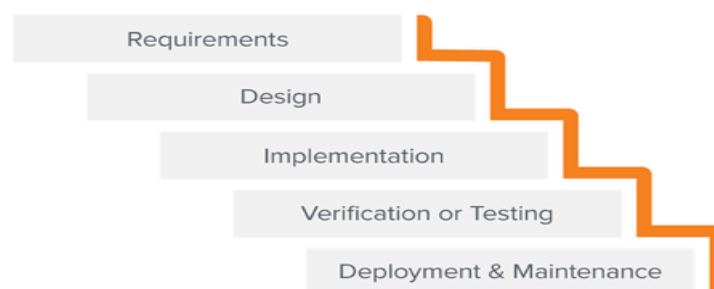 Requirements
Design
Implementation
Verification or Testing
Deployment & Maintenance